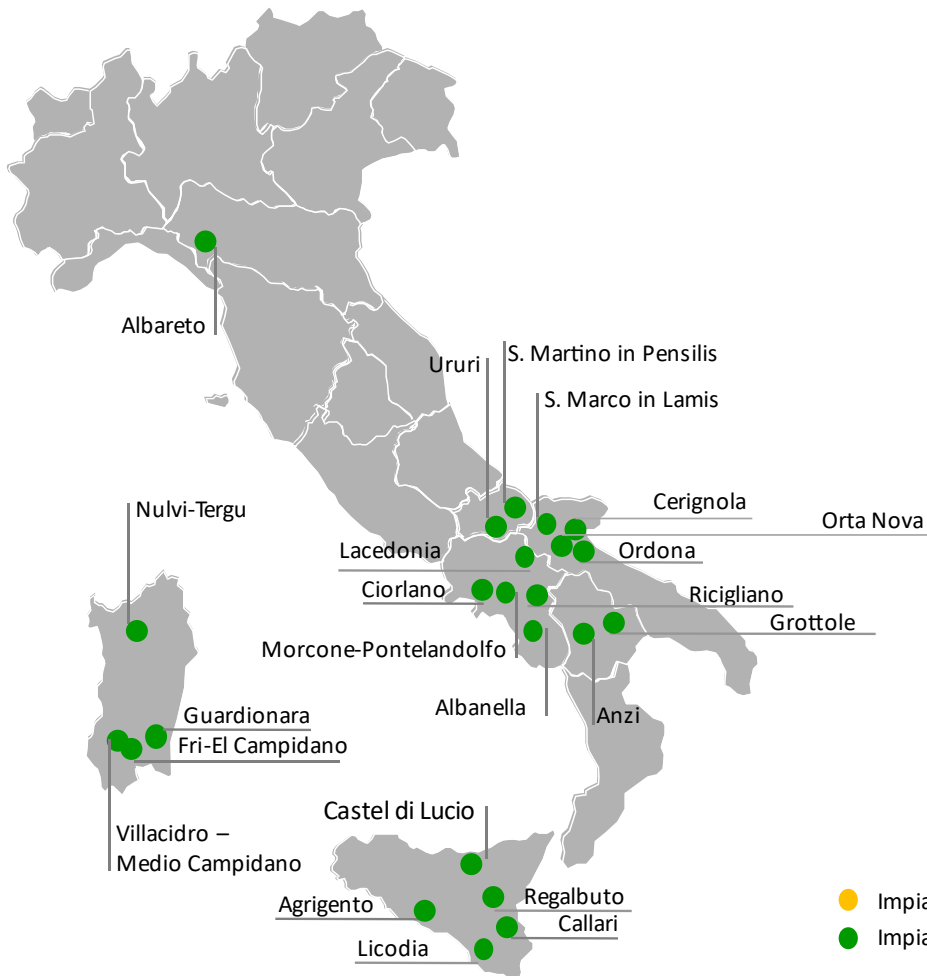 Albareto
Ururi
S. Martino in Pensilis
S. Marco in Lamis
Nulvi-Tergu
Cerignola
Orta Nova
Lacedonia
Ordona
Ciorlano
Ricigliano
Grottole
Morcone-Pontelandolfo
Albanella
Anzi
Guardionara
Fri-El Campidano
Villacidro –
Medio Campidano
Castel di Lucio
Agrigento
Regalbuto
Callari
Licodia
Impia
Impia